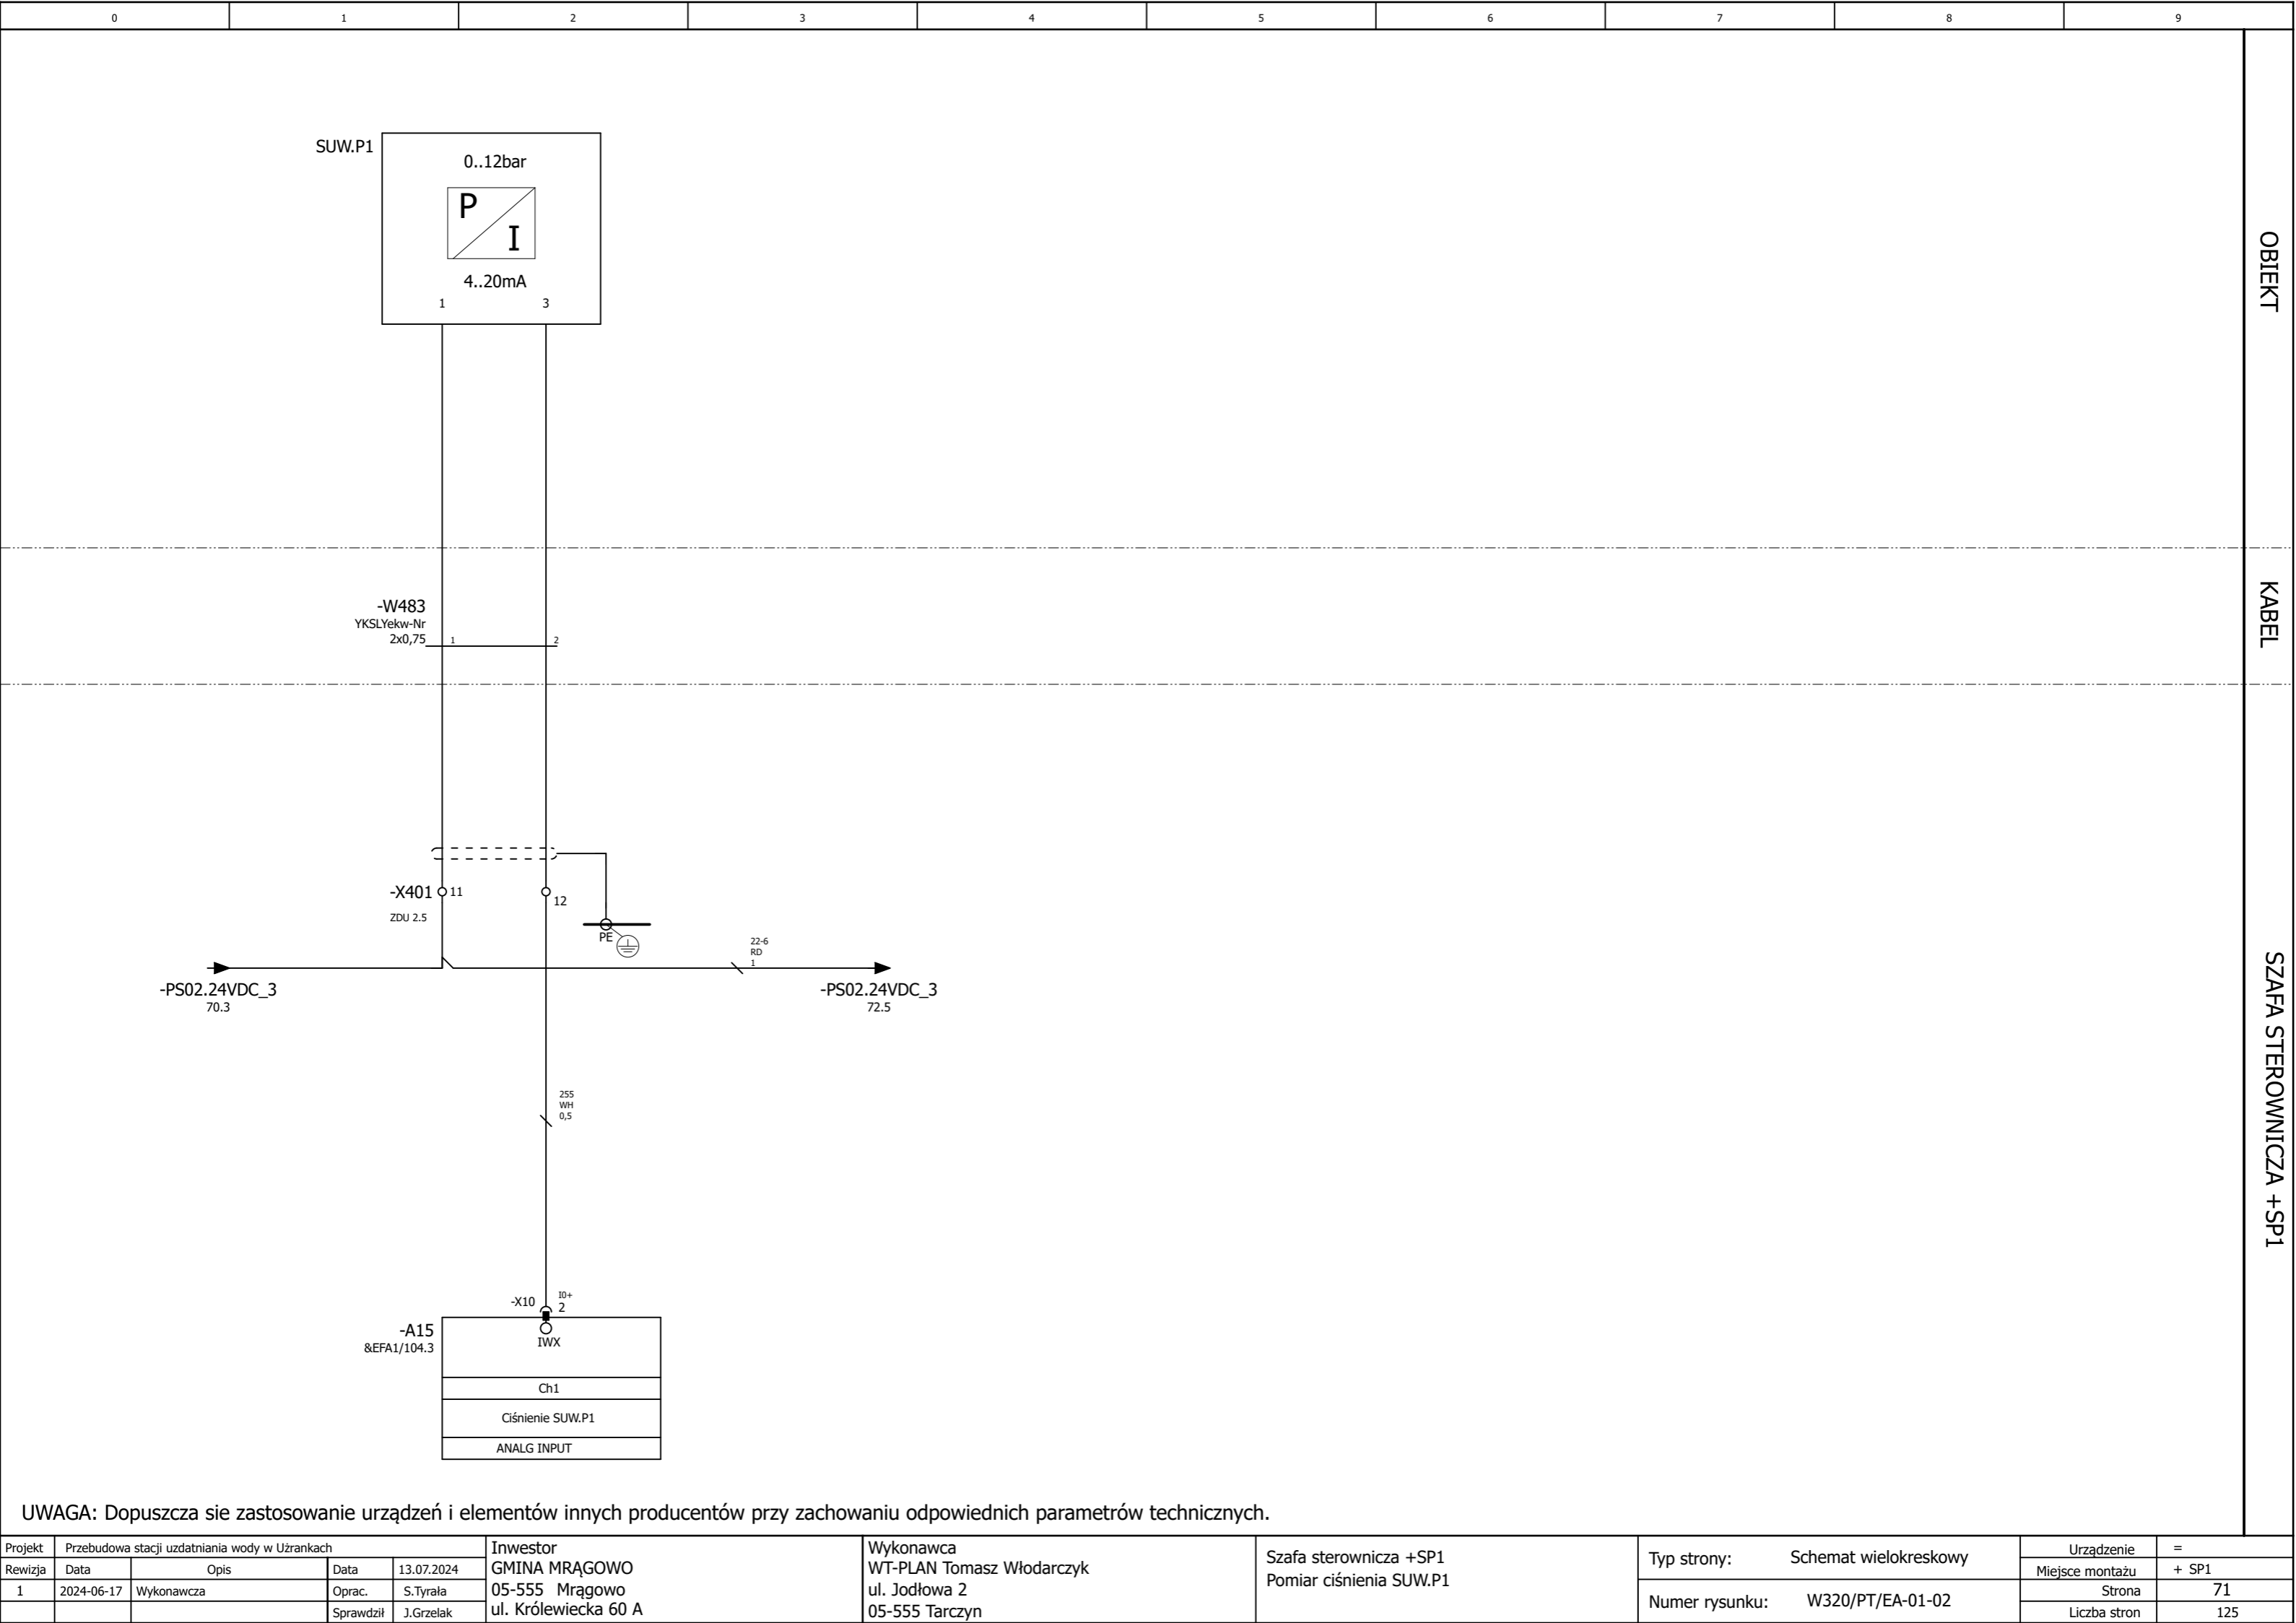 0 1 2 3 4 5 6 7 8 9
SUW.P1
0..12bar
P
I
4..20mA
1 3
OBIEKT
-W483
YKSLYekw-Nr
2x0,75
1 2
KABEL
-X401 11
12
ZDU 2.5
PE
22-6
RD
1
-PS02.24VDC_3
70.3
-PS02.24VDC_3
72.5
SZAFA STEROWNICZA +SP1
255
WH
0,5
-X10
I0+
2
-A15
&EFA1/104.3
IWX
Ch1
Ciśnienie SUW.P1
ANALG INPUT
UWAGA: Dopuszcza sie zastosowanie urządzeń i elementów innych producentów przy zachowaniu odpowiednich parametrów technicznych.
Projekt Przebudowa stacji uzdatniania wody w Użrankach
Rewizja Data Opis Data 13.07.2024
1 2024-06-17 Wykonawcza Oprac. S.Tyrała
Sprawdził J.Grzelak
Inwestor
GMINA MRĄGOWO
05-555 Mrągowo
ul. Królewiecka 60 A
Wykonawca
WT-PLAN Tomasz Włodarczyk
ul. Jodłowa 2
05-555 Tarczyn
Szafa sterownicza +SP1
Pomiar ciśnienia SUW.P1
Typ strony: Schemat wielokreskowy
Numer rysunku: W320/PT/EA-01-02
Urządzenie =
Miejsce montażu + SP1
Strona 71
Liczba stron 125